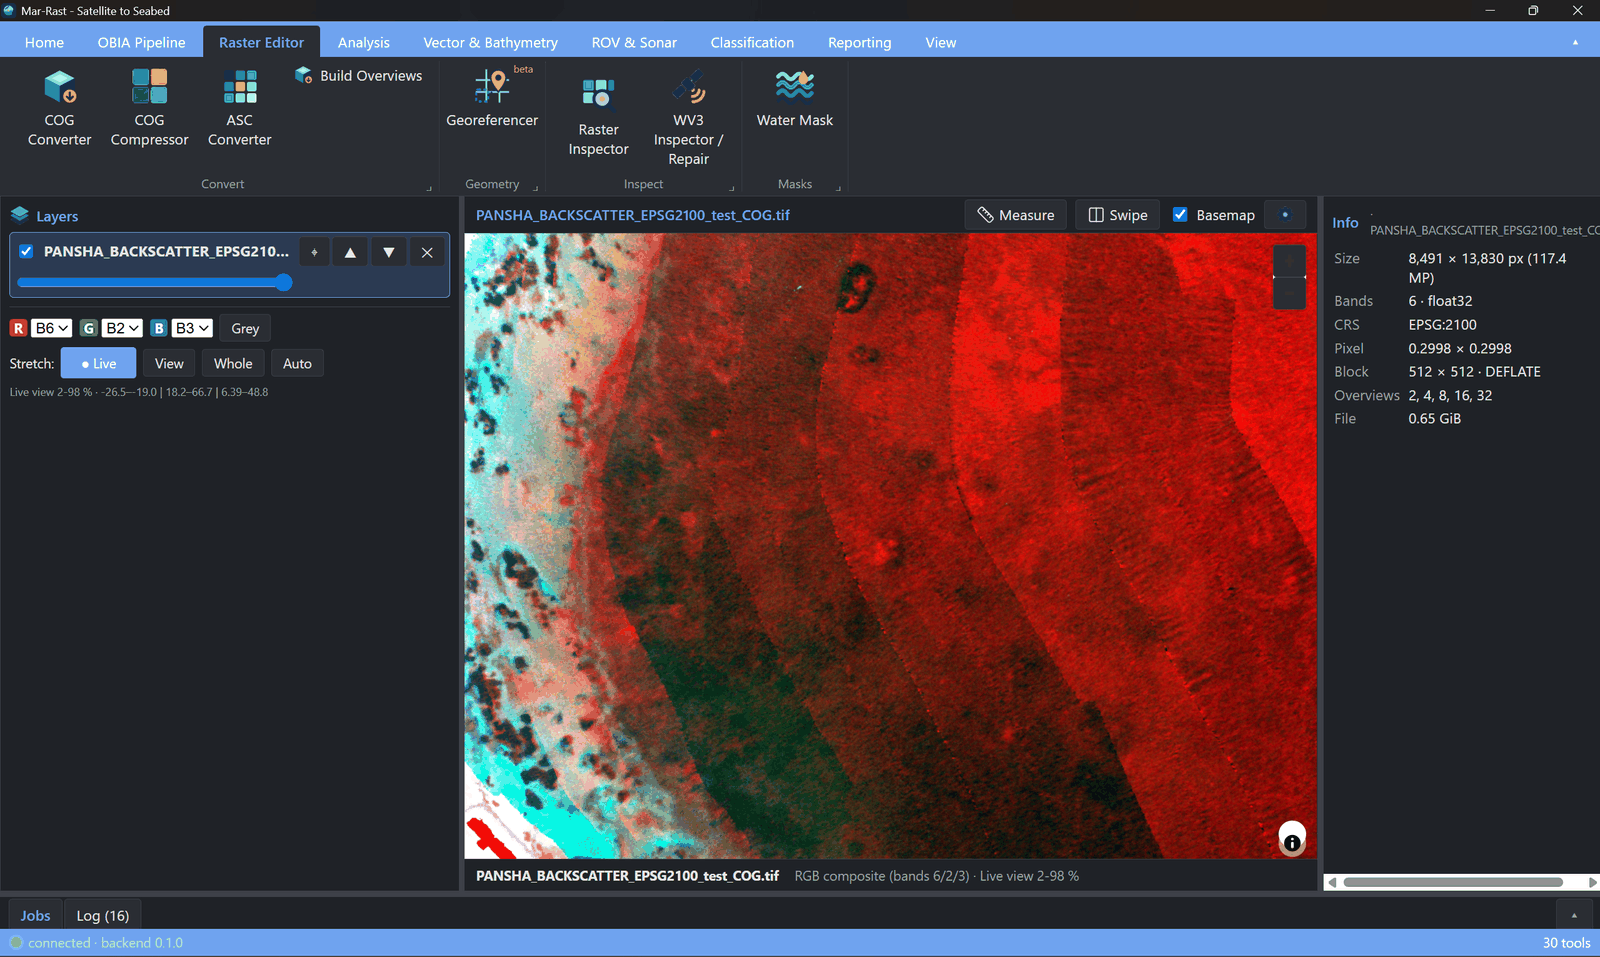 Mar-Rast - Satellite to Seabed
Home
OBIA Pipeline
Raster Editor
Analysis
Vector & Bathymetry
ROV & Sonar
Classification
Reporting
View
COG
Converter
COG
Compressor
ASC
Converter
Build Overviews
Convert
beta
Georeferencer
Geometry
Raster
Inspector
WV3
Inspector /
Repair
Inspect
Water Mask
Masks
Layers
PANSHA_BACKSCATTER_EPSG210...
R B6 G B2 B B3 Grey
Stretch: ● Live View Whole Auto
Live view 2-98 % · -26.5–-19.0 | 18.2–66.7 | 6.39–48.8
PANSHA_BACKSCATTER_EPSG2100_test_COG.tif
Measure
Swipe
Basemap
PANSHA_BACKSCATTER_EPSG2100_test_COG.tif RGB composite (bands 6/2/3) · Live view 2-98 %
Info PANSHA_BACKSCATTER_EPSG2100_test_CO
Size 8,491 × 13,830 px (117.4
MP)
Bands 6 · float32
CRS EPSG:2100
Pixel 0.2998 × 0.2998
Block 512 × 512 · DEFLATE
Overviews 2, 4, 8, 16, 32
File 0.65 GiB
Jobs
Log (16)
connected · backend 0.1.0
30 tools